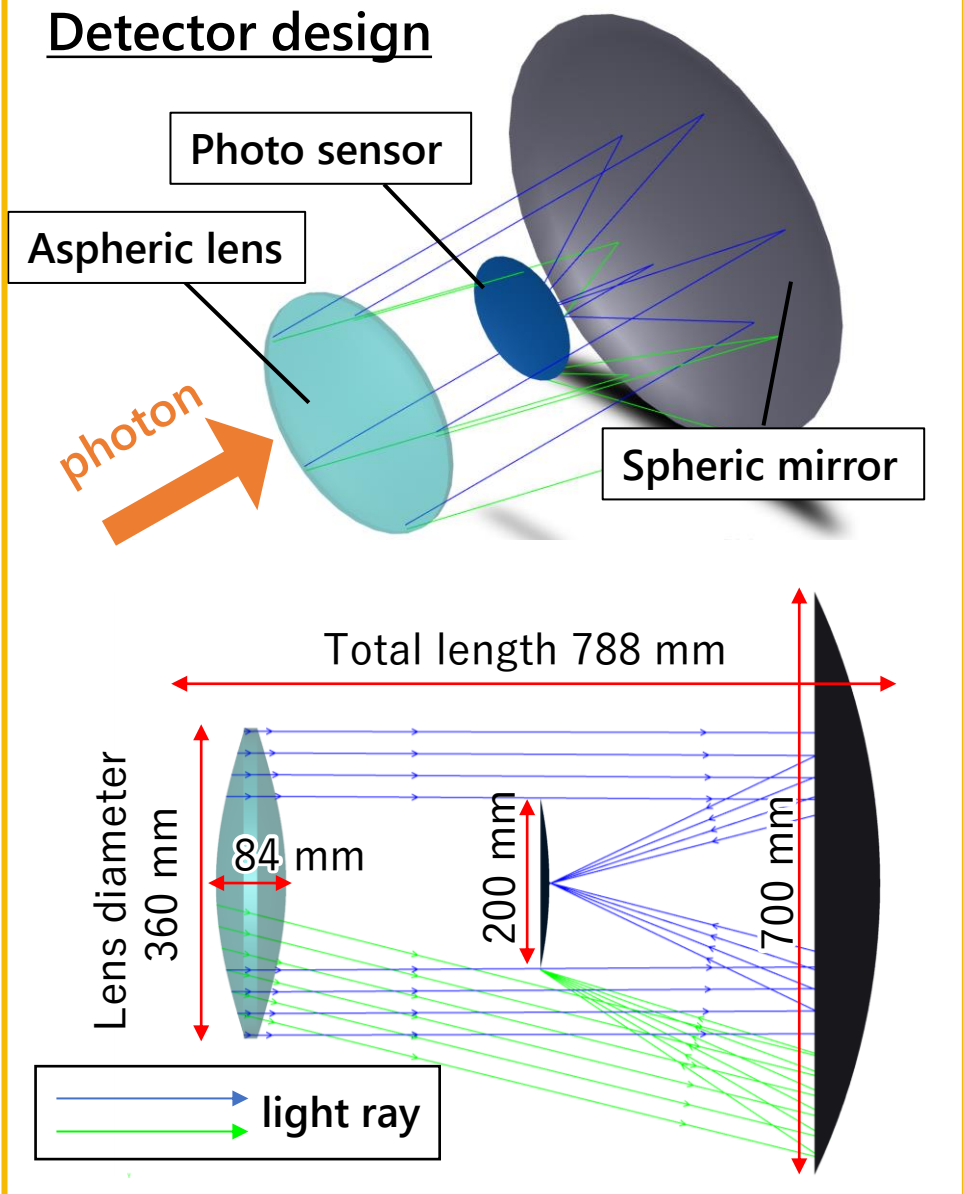 Detector design
Photo sensor
Aspheric lens
photon
Spheric mirror
Total length 788 mm
Lens diameter
360 mm
84 mm
200 mm
700 mm
light ray